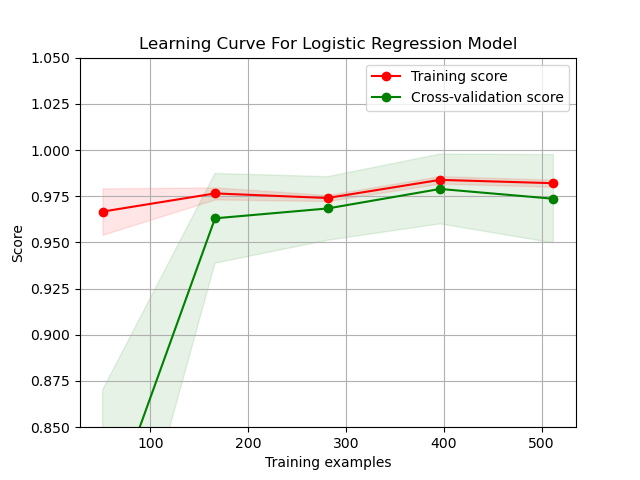 Learning Curve For Logistic Regression Model
1.050
1.025
1.000
0.975
0.950
0.925
0.900
0.875
0.850
Score
Training score
Cross-validation score
100 200 300 400 500
Training examples